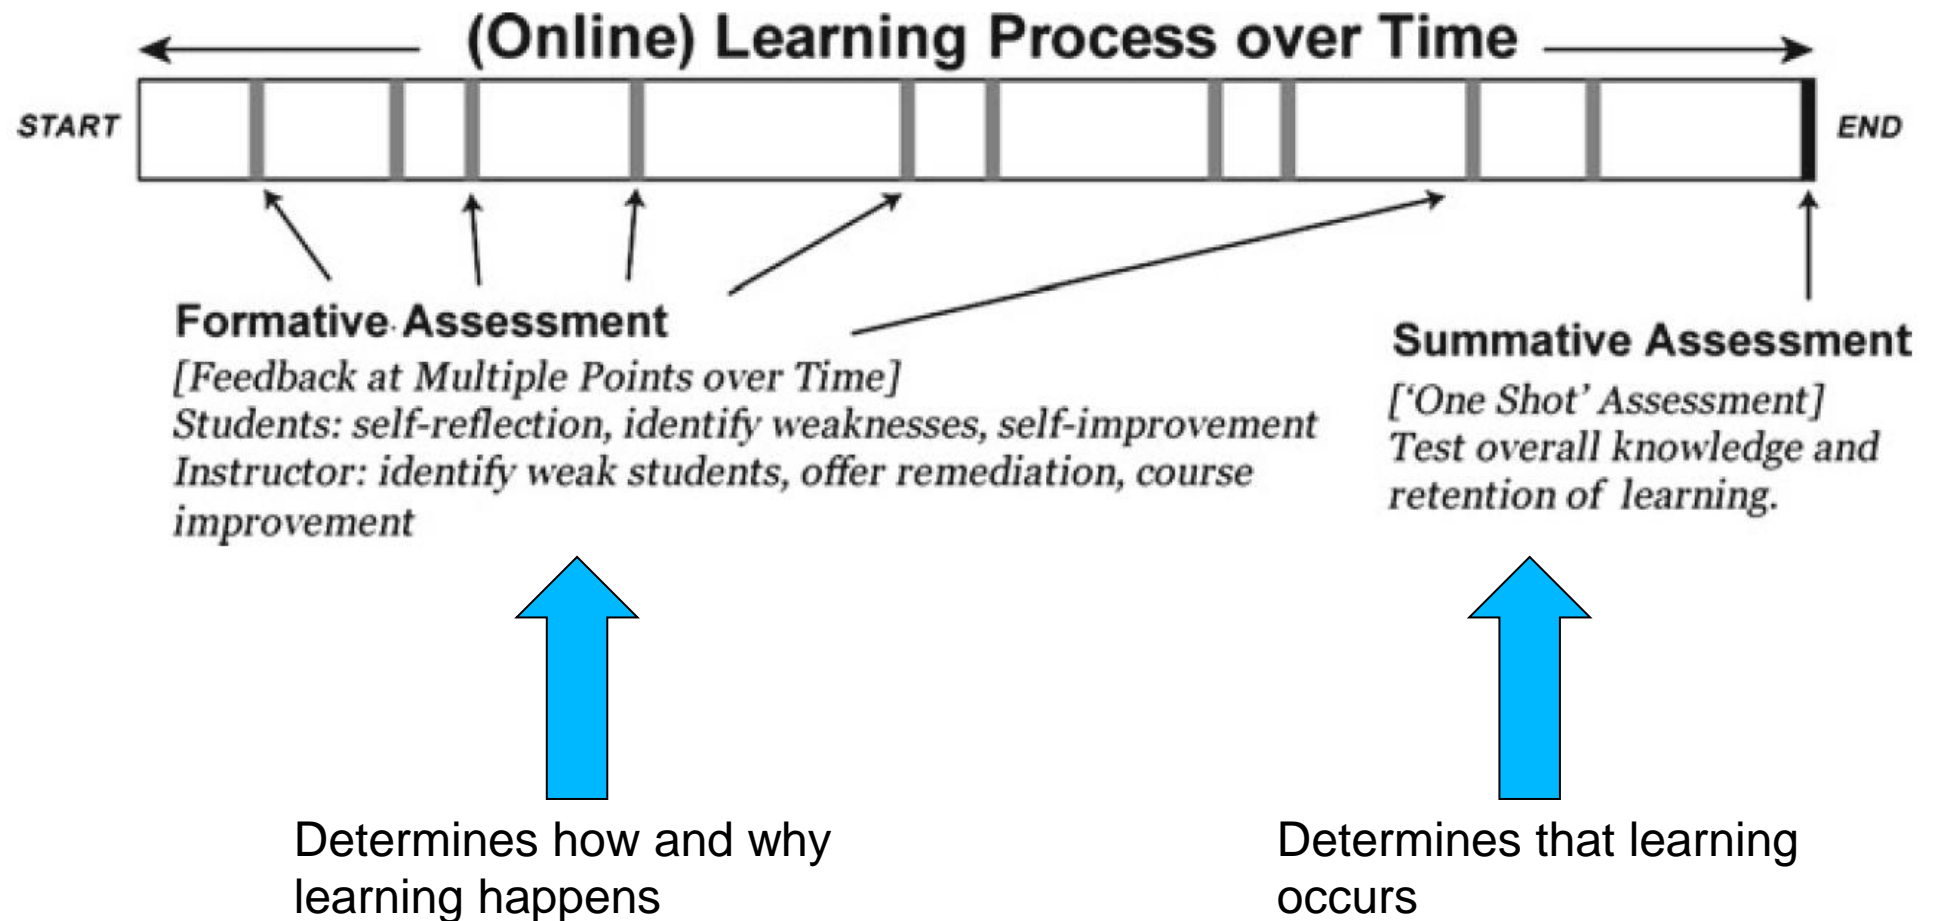 (Online) Learning Process over Time
START
END
Formative Assessment
[Feedback at Multiple Points over Time]
Students: self-reflection, identify weaknesses, self-improvement
Instructor: identify weak students, offer remediation, course
improvement
Summative Assessment
[‘One Shot’ Assessment]
Test overall knowledge and
retention of learning.
Determines how and why
learning happens
Determines that learning
occurs